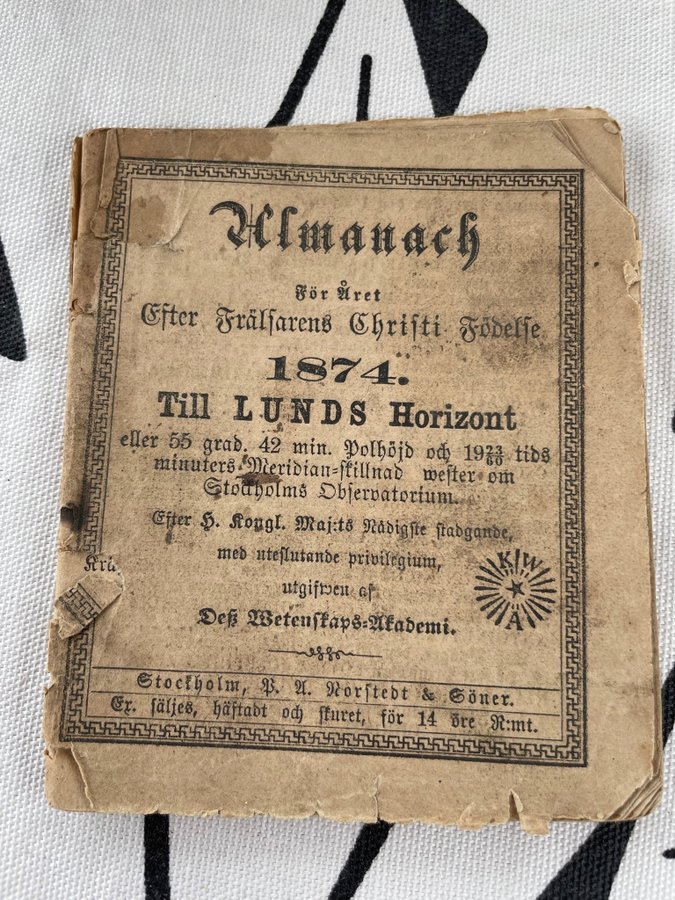 Almanach
För Året
Efter Frälsarens Christi Födelse
1874.
Till LUNDS Horizont
eller 55 grad. 42 min. Polhöjd och 19 23/60 tids
minuters Meridian-skillnad wester om
Stockholms Observatorium.
Efter H. Kongl. Maj:ts Nådigste stadgande,
med uteslutande privilegium,
utgifwen af
Deß Wetenskaps-Akademi.
K W
A
Stockholm, P. A. Norstedt & Söner.
Ex. säljes, häftadt och skuret, för 14 öre R:mt.